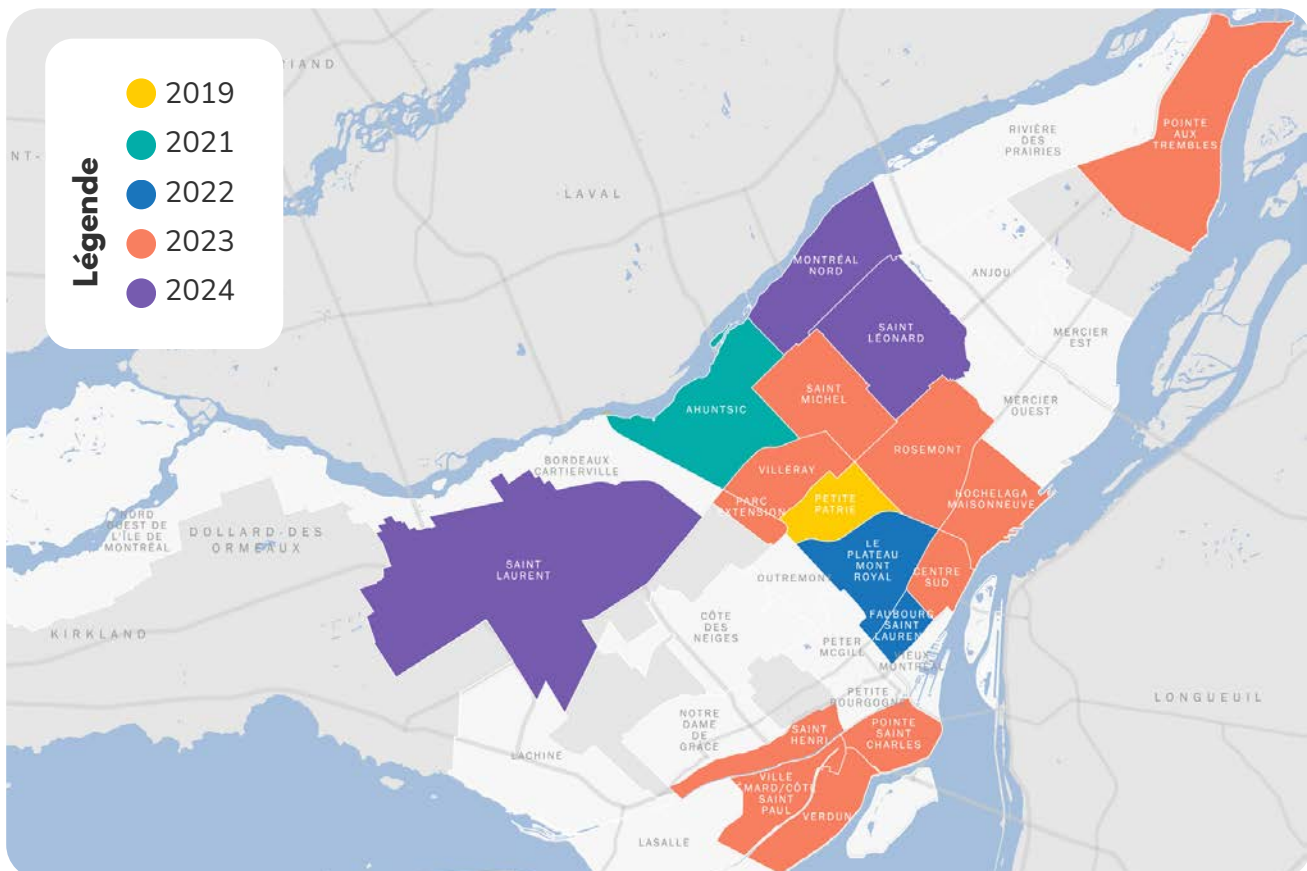 Légende
2019
2021
2022
2023
2024
LAVAL
RIVIÈRE
DES
PRAIRIES
POINTE
AUX
TREMBLES
MONTRÉAL
NORD
ANJOU
SAINT
LÉONARD
MERCIER
EST
SAINT
MICHEL
AHUNTSIC
MERCIER
OUEST
ROSEMONT
BORDEAUX
CARTIERVILLE
VILLERAY
PARC
EXTENSION
PETITE
PATRIE
HOCHELAGA
MAISONNEUVE
NORD
OUEST DE
L'ÎLE DE
MONTRÉAL
DOLLARD-DES
ORMEAUX
SAINT
LAURENT
LE
PLATEAU
MONT
ROYAL
CENTRE
SUD
OUTREMONT
FAUBOURG
SAINT
LAURENT
CÔTE
DES
NEIGES
KIRKLAND
PETER
MCGILL
VIEUX
MONTRÉAL
PETITE
BOURGOGNE
LONGUEUIL
NOTRE
DAME
DE
GRÂCE
SAINT
HENRI
POINTE
SAINT
CHARLES
LACHINE
VILLE
ÉMARD/CÔTE
SAINT
PAUL
VERDUN
LASALLE